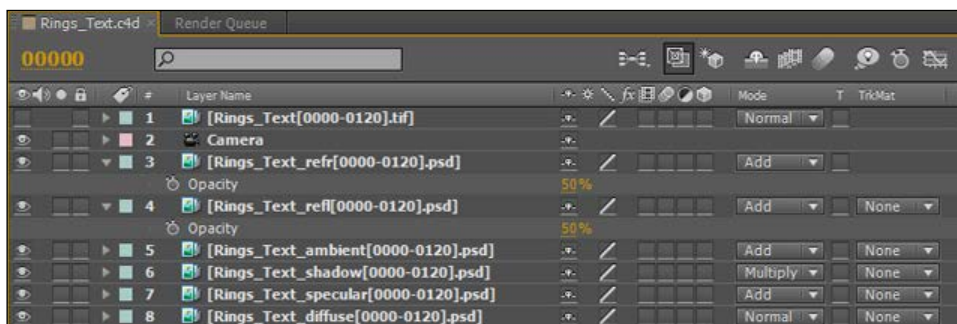 Rings_Text.c4d × Render Queue
00000
# Layer Name Mode T TrkMat
1 [Rings_Text[0000-0120].tif] Normal
2 Camera
3 [Rings_Text_refr[0000-0120].psd] Add
Opacity 50%
4 [Rings_Text_refl[0000-0120].psd] Add None
Opacity 50%
5 [Rings_Text_ambient[0000-0120].psd] Add None
6 [Rings_Text_shadow[0000-0120].psd] Multiply None
7 [Rings_Text_specular[0000-0120].psd] Add None
8 [Rings_Text_diffuse[0000-0120].psd] Normal None